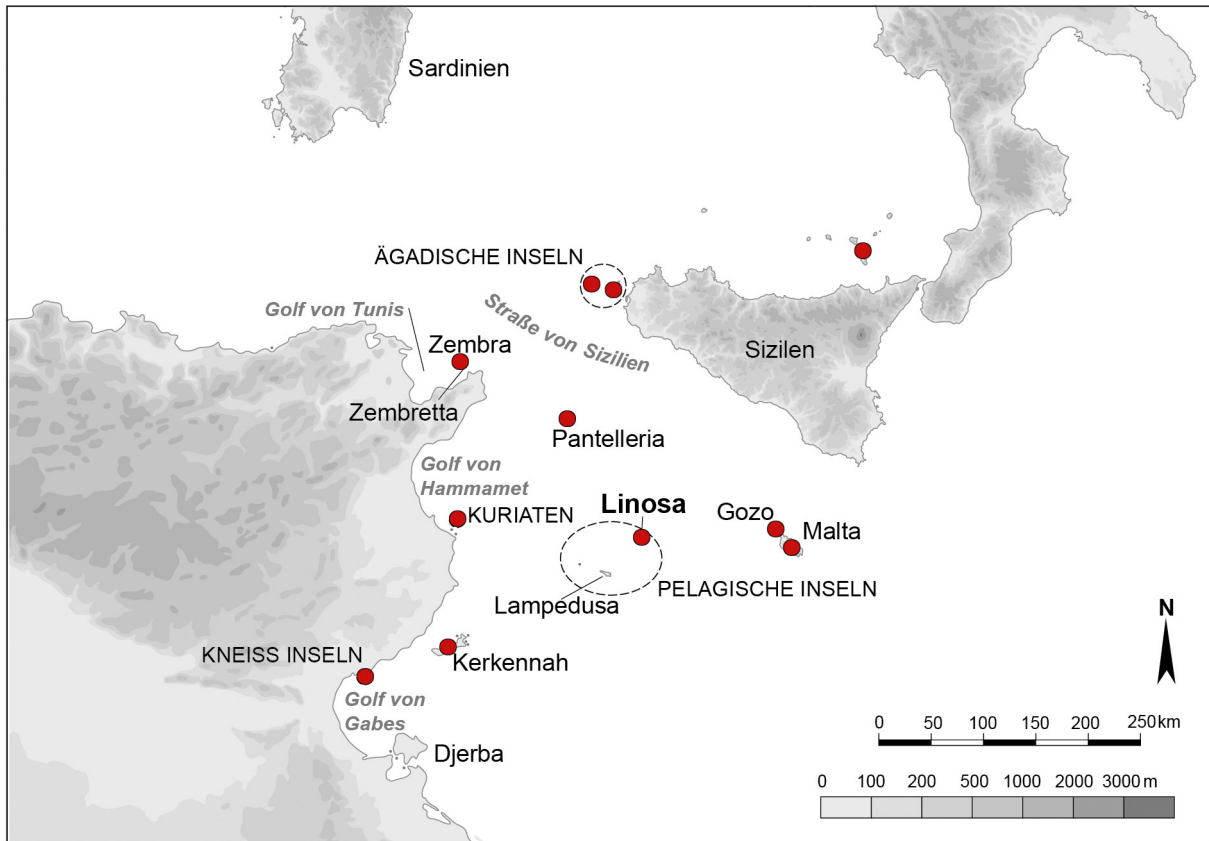 Sardinien
ÄGADISCHE INSELN
Golf von Tunis
Straße von Sizilien
Zembra
Sizilen
Zembretta
Pantelleria
Golf von
Hammamet
Linosa
KURIATEN
Gozo
Malta
Lampedusa
PELAGISCHE INSELN
N
KNEISS INSELN
Kerkennah
Golf von
Gabes
Djerba
0 50 100 150 200 250 km
0 100 200 500 1000 2000 3000 m